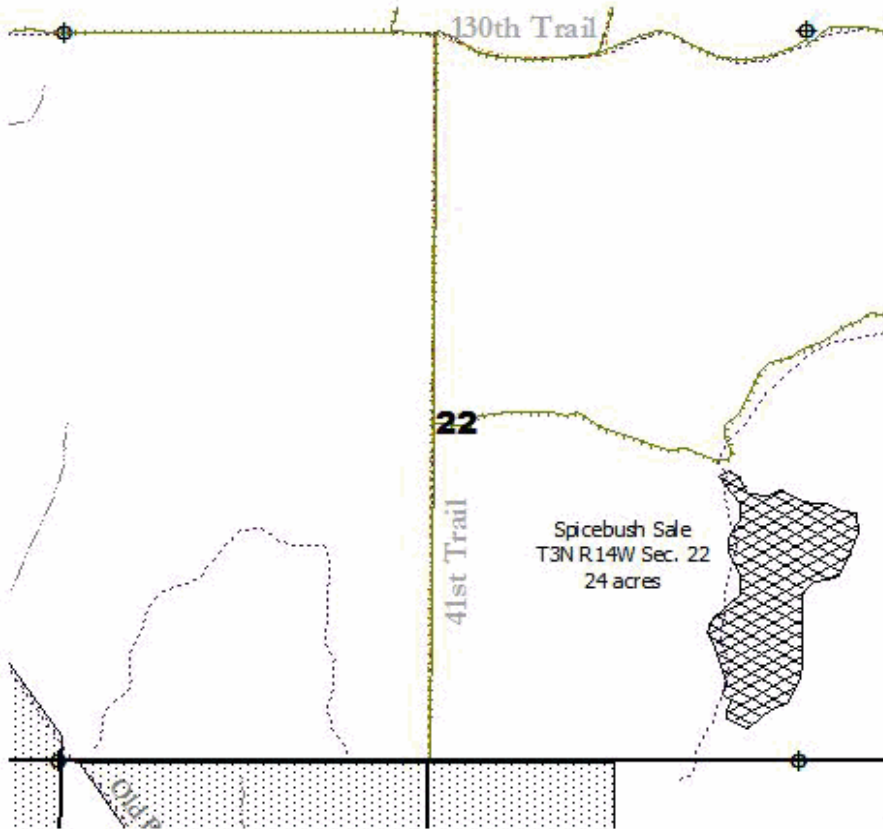 130th Trail
22
41st Trail
Spicebush Sale
T3N R14W Sec. 22
24 acres
Old